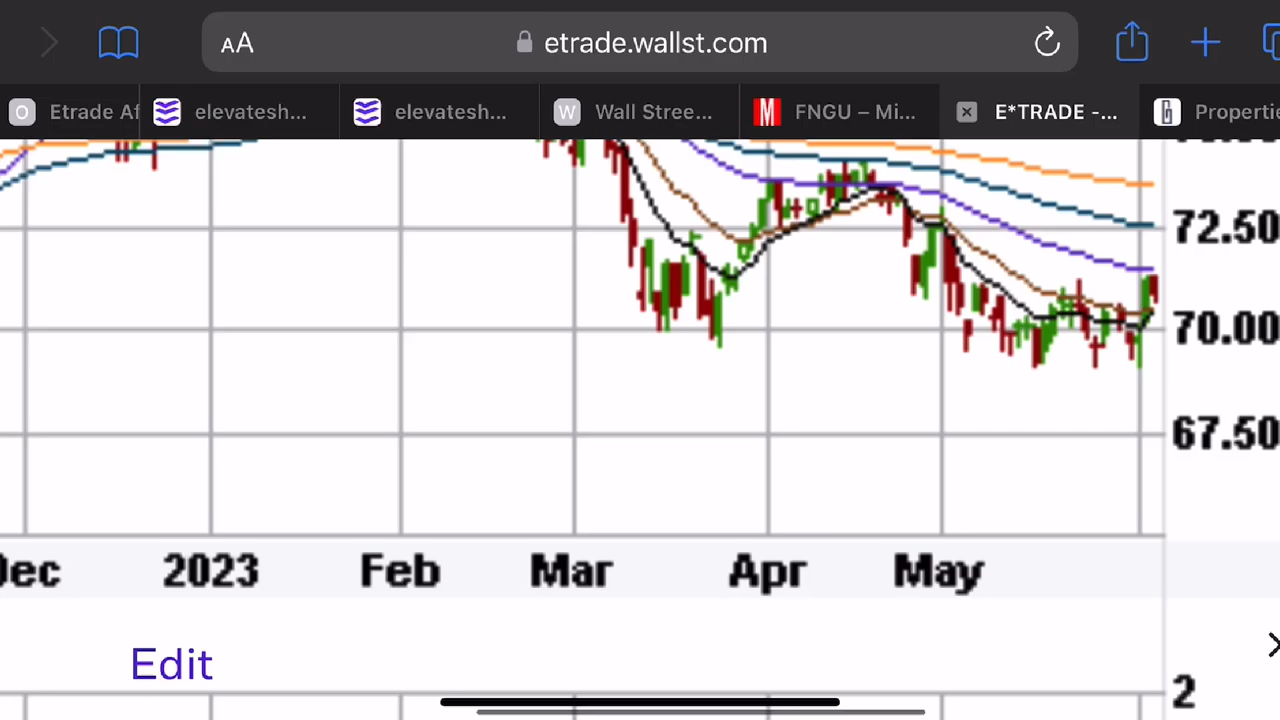 AA etrade.wallst.com
O Etrade Af elevatesh... elevatesh... W Wall Stree... M FNGU – Mi... E*TRADE -... Properti
72.50
70.00
67.50
Dec 2023 Feb Mar Apr May
Edit
2